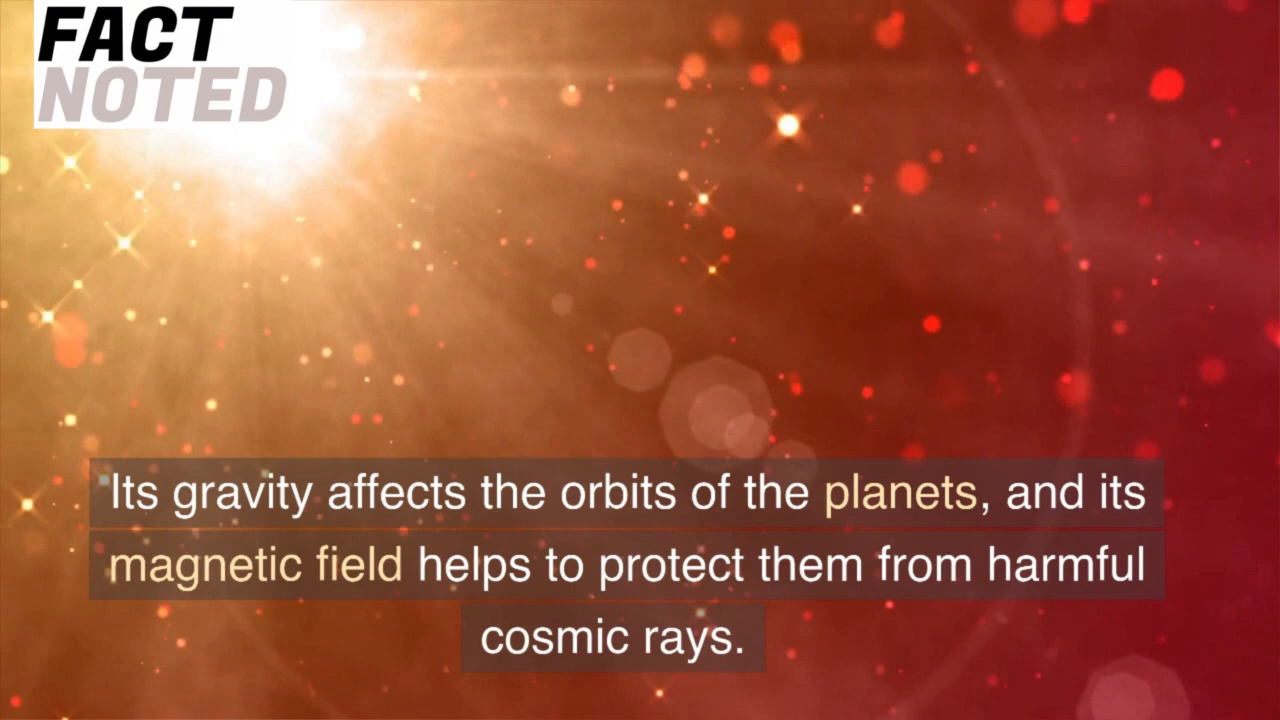 FACT
NOTED
Its gravity affects the orbits of the planets, and its
magnetic field helps to protect them from harmful
cosmic rays.